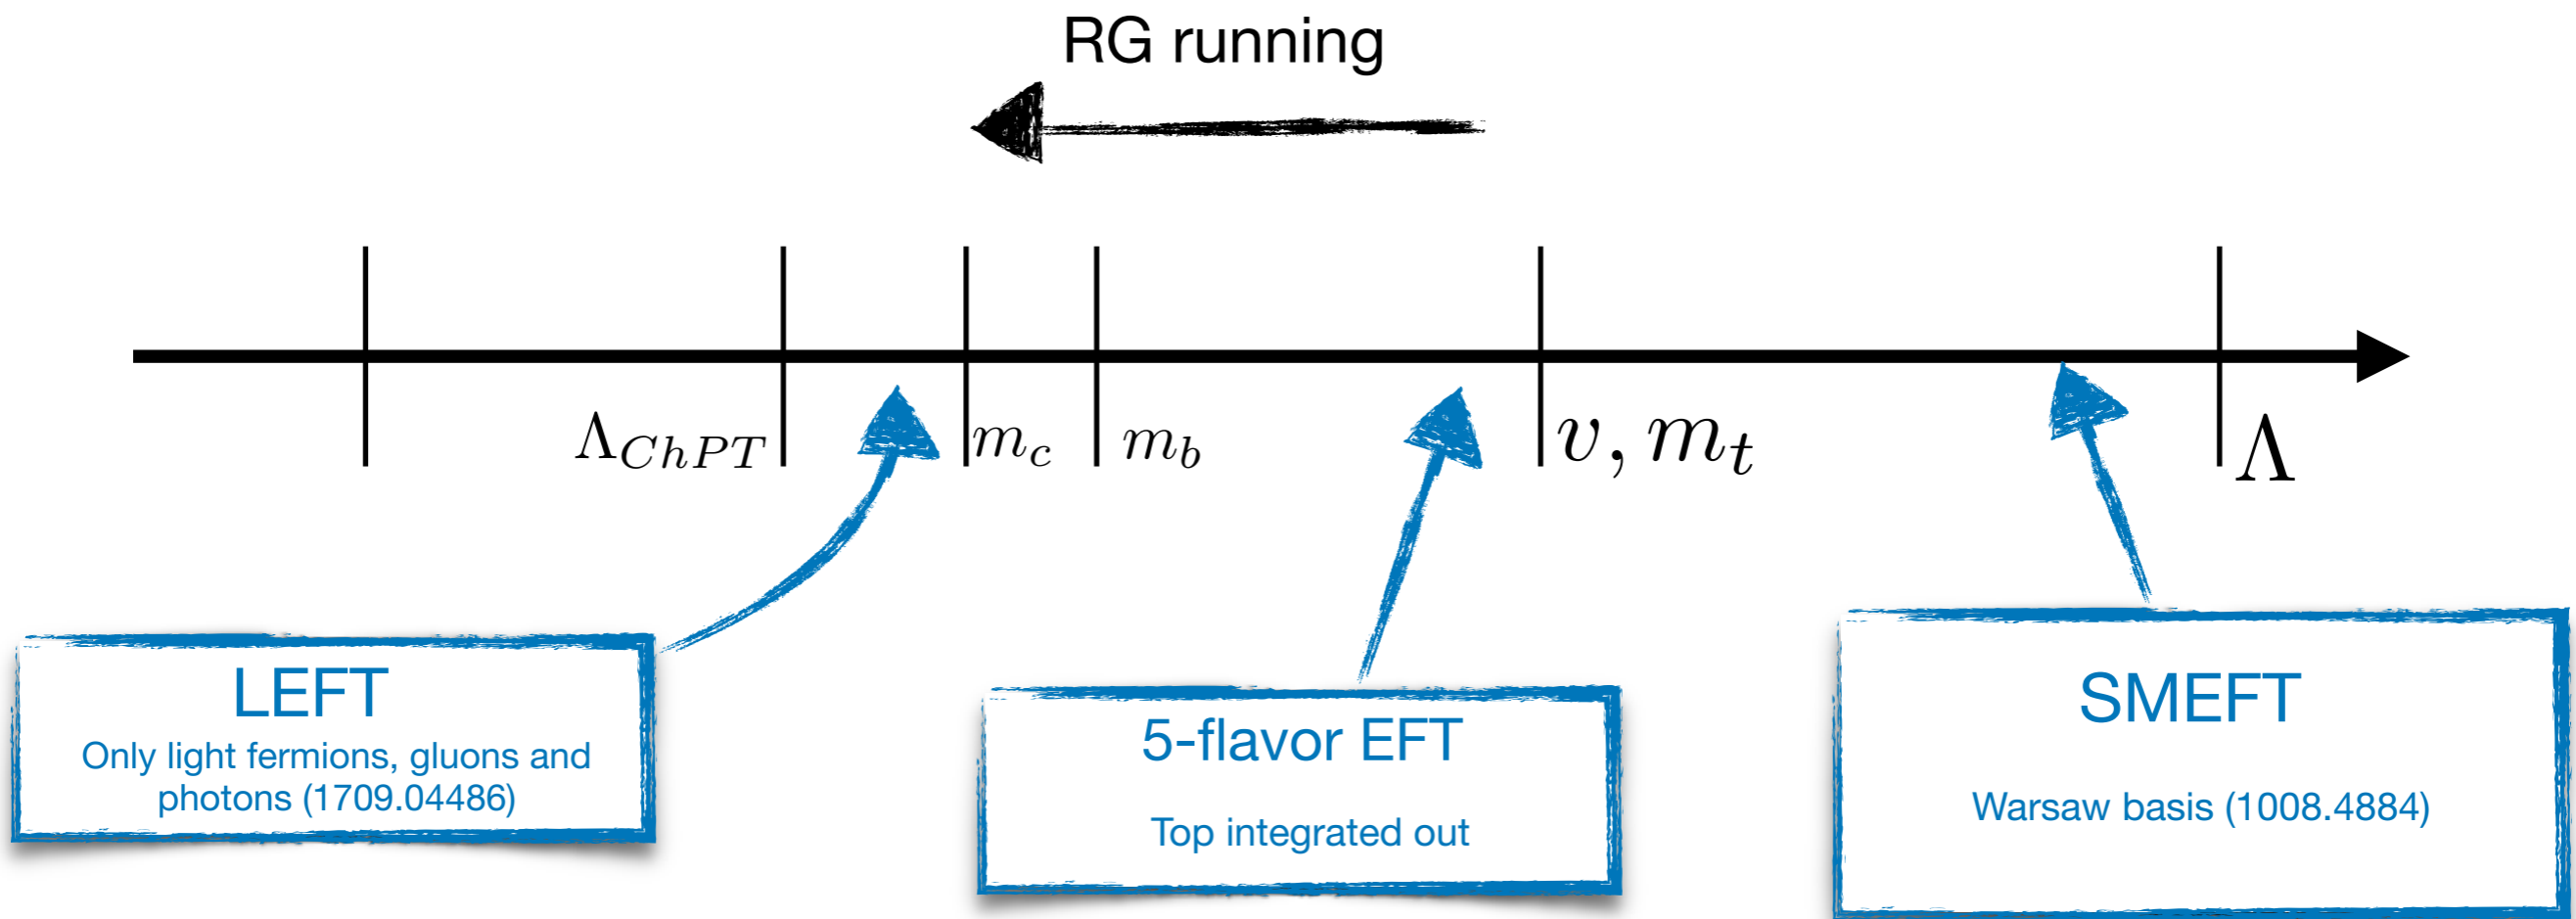 RG running
Λ_{ChPT}
m_c
m_b
v, m_t
Λ
LEFT
Only light fermions, gluons and
photons (1709.04486)
5-flavor EFT
Top integrated out
SMEFT
Warsaw basis (1008.4884)